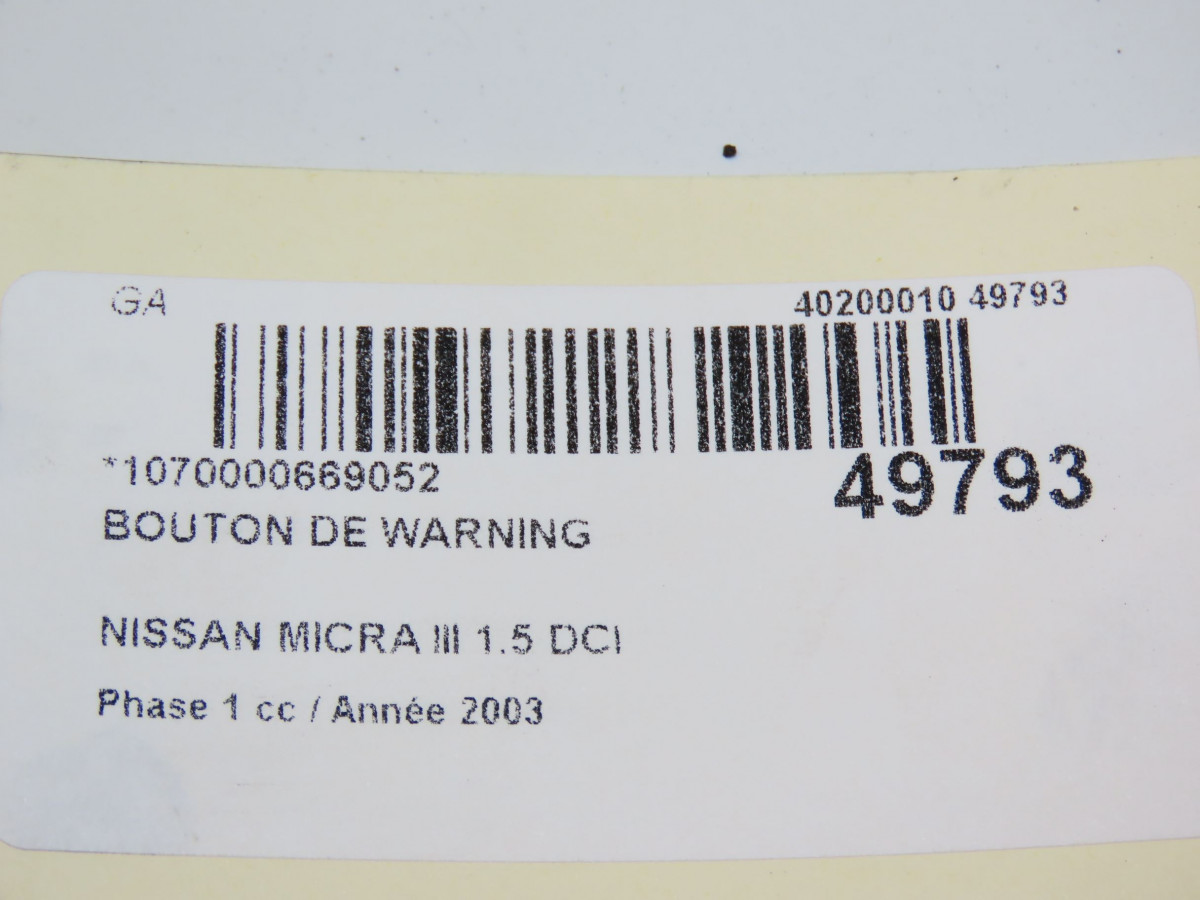 GA 40200010 49793
*1070000669052
49793
BOUTON DE WARNING
NISSAN MICRA III 1.5 DCI
Phase 1 cc / Année 2003